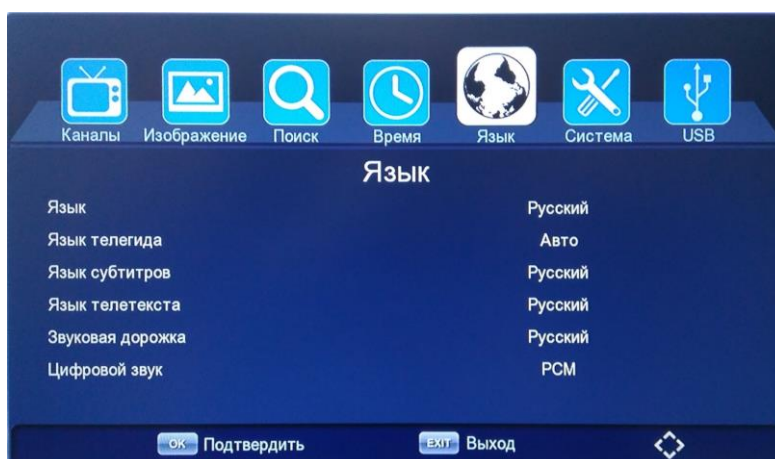 Каналы Изображение Поиск Время Язык Система USB
Язык
Язык Русский
Язык телегида Авто
Язык субтитров Русский
Язык телетекста Русский
Звуковая дорожка Русский
Цифровой звук PCM
OK Подтвердить EXIT Выход